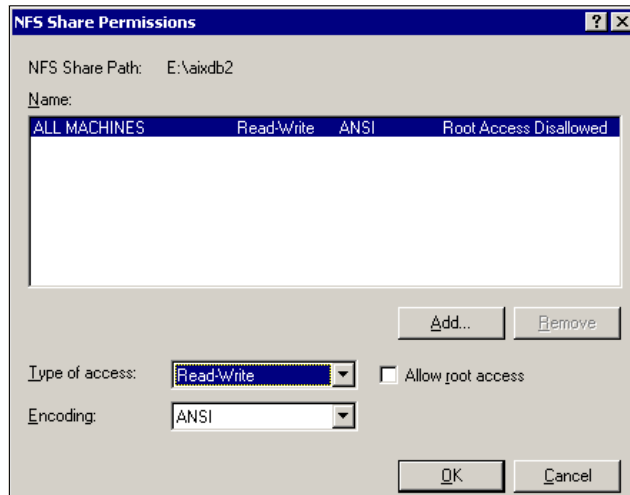 NFS Share Permissions
NFS Share Path: E:\aixdb2
Name:
ALL MACHINES Read-Write ANSI Root Access Disallowed
Add... Remove
Type of access: Read-Write Allow root access
Encoding: ANSI
OK Cancel